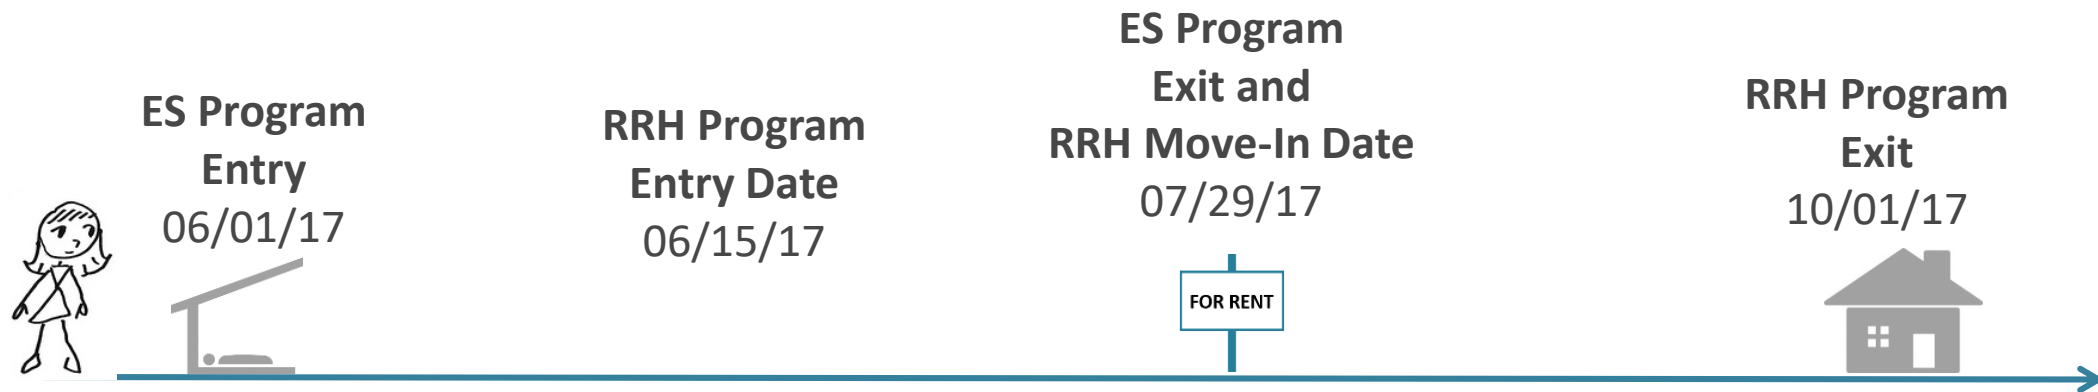 ES Program
Entry
06/01/17
RRH Program
Entry Date
06/15/17
ES Program
Exit and
RRH Move-In Date
07/29/17
FOR RENT
RRH Program
Exit
10/01/17